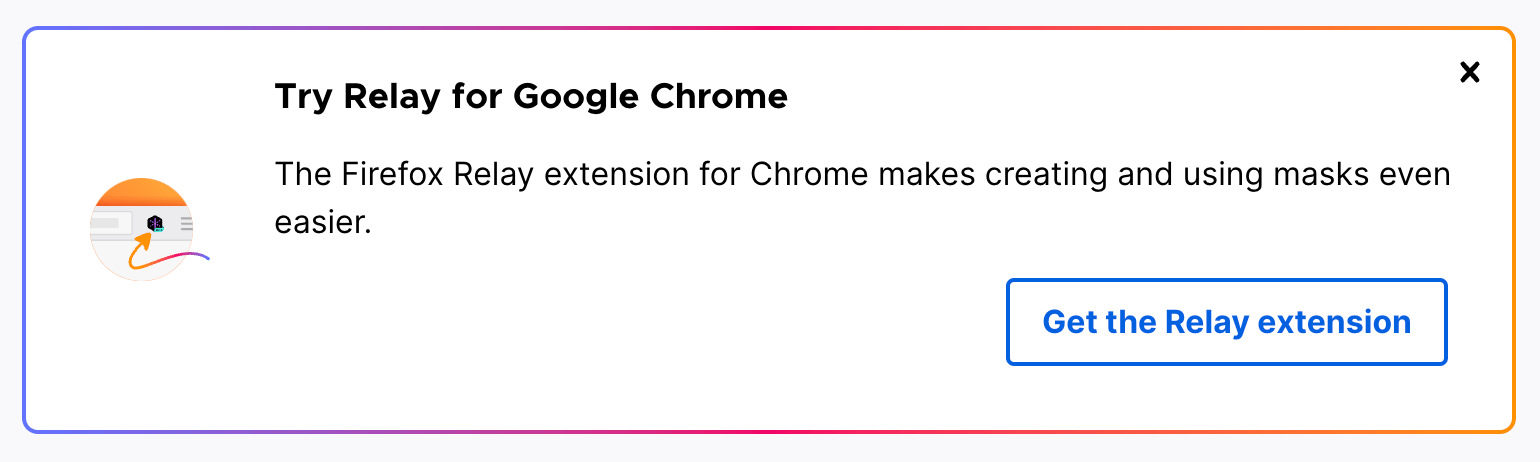 Try Relay for Google Chrome
The Firefox Relay extension for Chrome makes creating and using masks even
easier.
Get the Relay extension